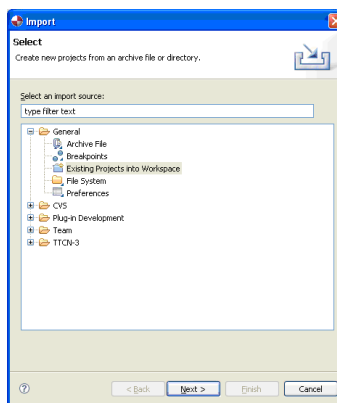 Import
Select
Create new projects from an archive file or directory.
Select an import source:
type filter text
General
Archive File
Breakpoints
Existing Projects into Workspace
File System
Preferences
CVS
Plug-in Development
Team
TTCN-3
< Back
Next >
Finish
Cancel